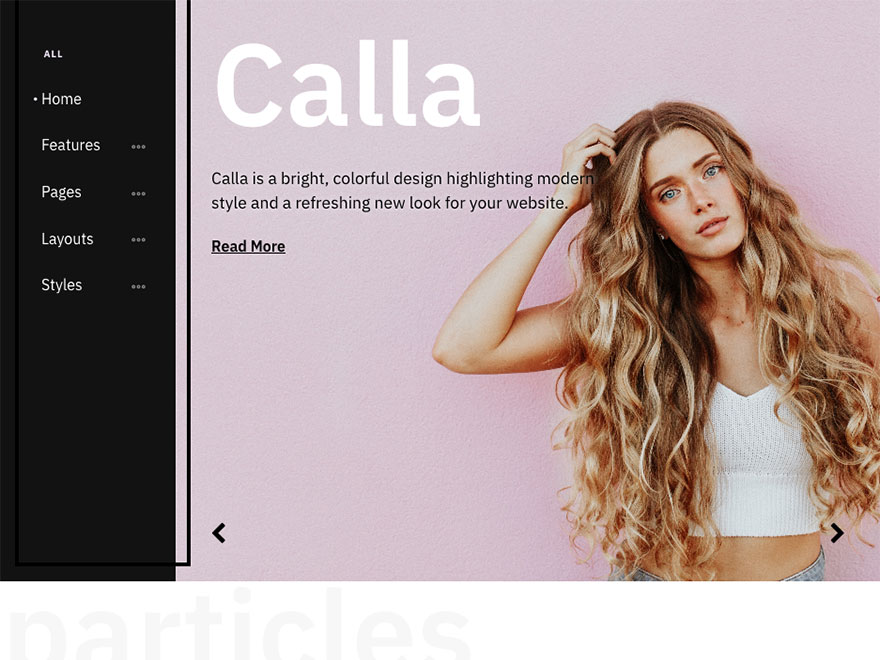 ALL
Home
Features
Pages
Layouts
Styles
Calla
Calla is a bright, colorful design highlighting modern
style and a refreshing new look for your website.
Read More
particles